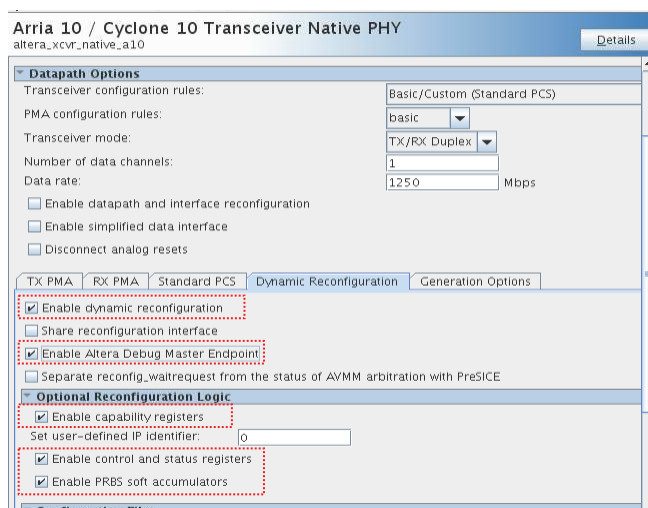 Arria 10 / Cyclone 10 Transceiver Native PHY
altera_xcvr_native_a10
Details
Datapath Options
Transceiver configuration rules: Basic/Custom (Standard PCS)
PMA configuration rules: basic
Transceiver mode: TX/RX Duplex
Number of data channels: 1
Data rate: 1250 Mbps
Enable datapath and interface reconfiguration
Enable simplified data interface
Disconnect analog resets
TX PMA RX PMA Standard PCS Dynamic Reconfiguration Generation Options
Enable dynamic reconfiguration
Share reconfiguration interface
Enable Altera Debug Master Endpoint
Separate reconfig_waitrequest from the status of AVMM arbitration with PreSICE
Optional Reconfiguration Logic
Enable capability registers
Set user-defined IP identifier: 0
Enable control and status registers
Enable PRBS soft accumulators